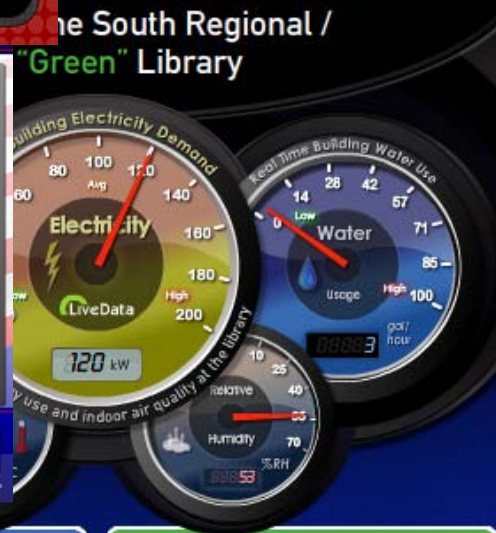 he South Regional /
"Green" Library
Building Electricity Demand
60
80
100
120
140
160
180
200
Avg
High
Electricity
LiveData
120 kW
y use and indoor air quality at the library
Real Time Building Water Use
0
14
28
42
57
71
85
100
Low
High
Water
Usage
3
gal/
hour
10
25
40
55
70
Relative
Humidity
%RH
53
C